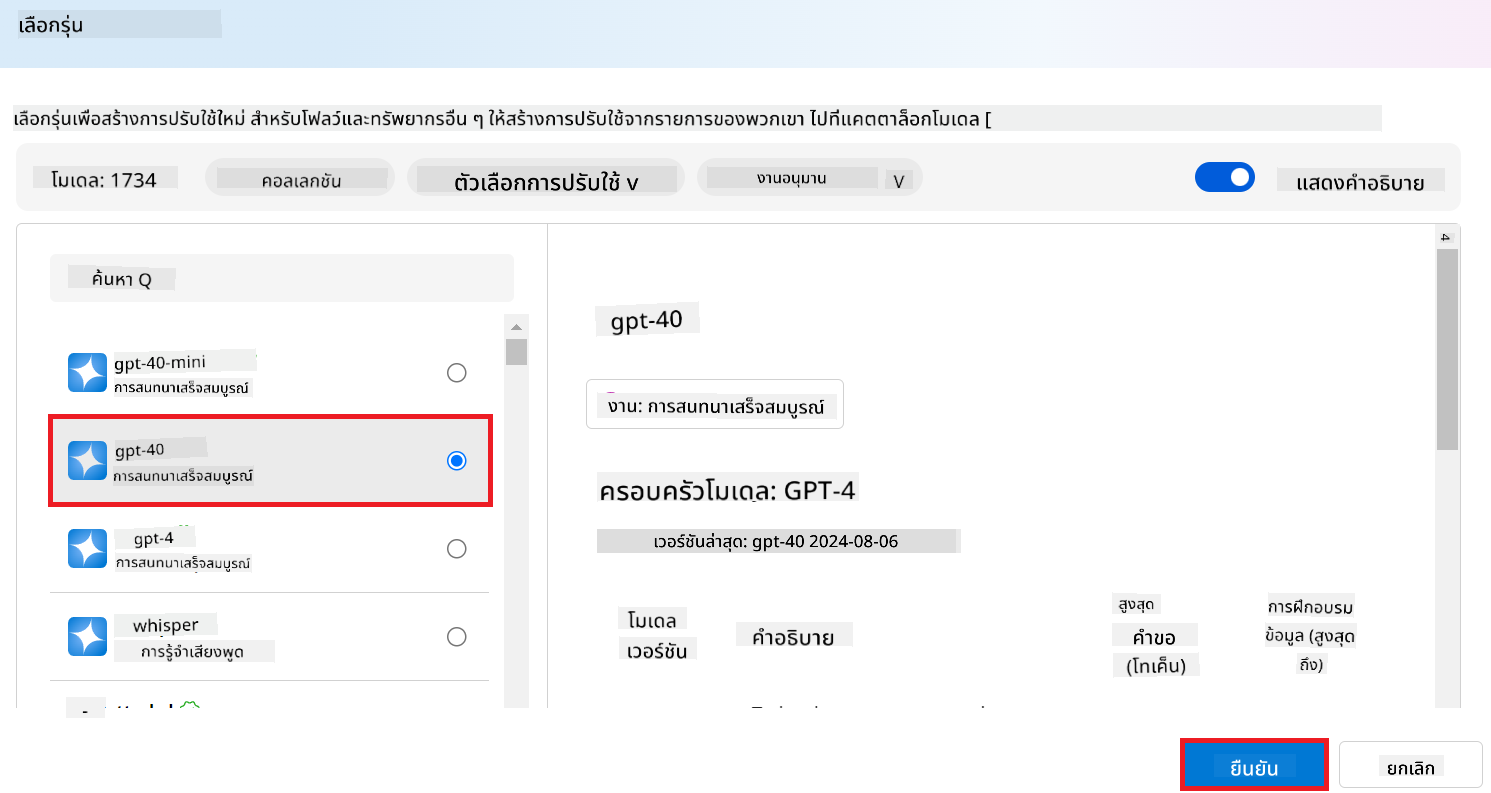 เลือกรุ่น
เลือกรุ่นเพื่อสร้างการปรับใช้ใหม่ สำหรับโฟลว์และทรัพยากรอื่น ๆ ให้สร้างการปรับใช้จากรายการของพวกเขา ไปที่แคตตาล็อกโมเดล [
โมเดล: 1734
คอลเลกชัน
ตัวเลือกการปรับใช้ v
งานอนุมาน V
แสดงคำอธิบาย
ค้นหา Q
gpt-40-mini
การสนทนาเสร็จสมบูรณ์
gpt-40
การสนทนาเสร็จสมบูรณ์
gpt-4
การสนทนาเสร็จสมบูรณ์
whisper
การรู้จำเสียงพูด
gpt-40
งาน: การสนทนาเสร็จสมบูรณ์
ครอบครัวโมเดล: GPT-4
เวอร์ชันล่าสุด: gpt-40 2024-08-06
โมเดล
เวอร์ชัน
คำอธิบาย
สูงสุด
คำขอ
(โทเค็น)
การฝึกอบรม
ข้อมูล (สูงสุด
ถึง)
ยืนยัน
ยกเลิก